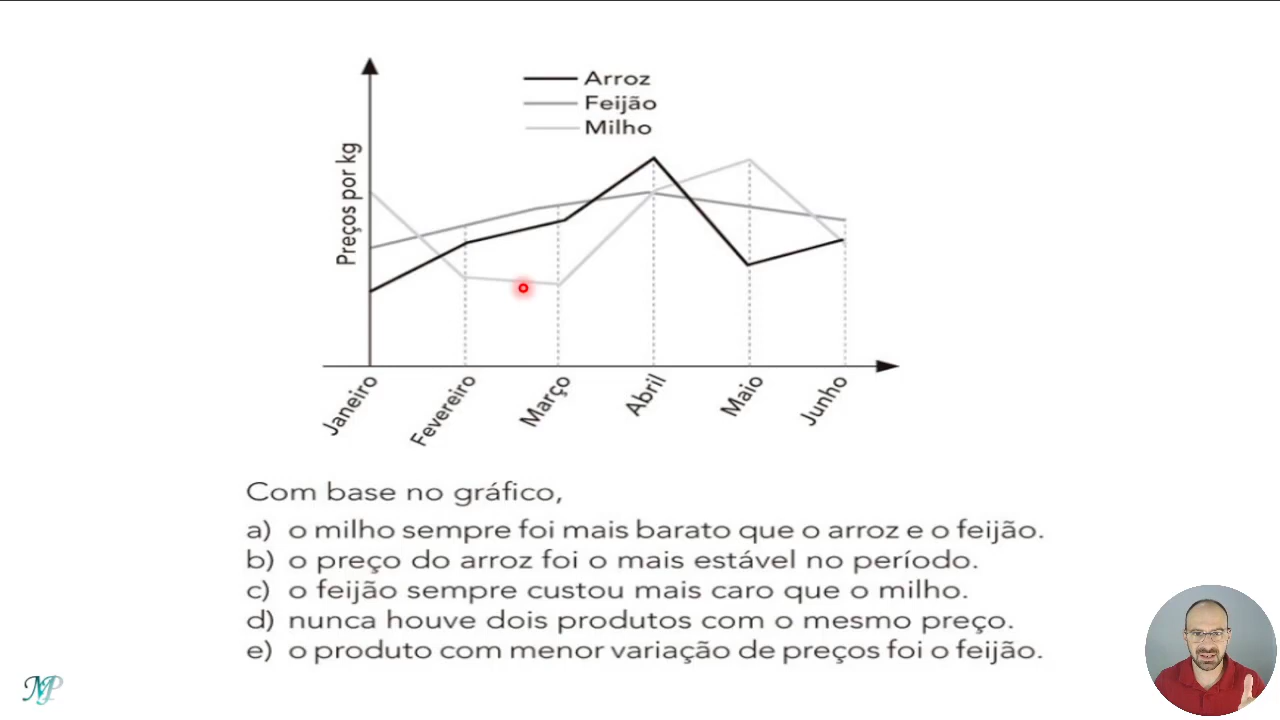 Arroz
Feijão
Milho
Preços por kg
Janeiro
Fevereiro
Março
Abril
Maio
Junho
Com base no gráfico,
a) o milho sempre foi mais barato que o arroz e o feijão.
b) o preço do arroz foi o mais estável no período.
c) o feijão sempre custou mais caro que o milho.
d) nunca houve dois produtos com o mesmo preço.
e) o produto com menor variação de preços foi o feijão.
MP